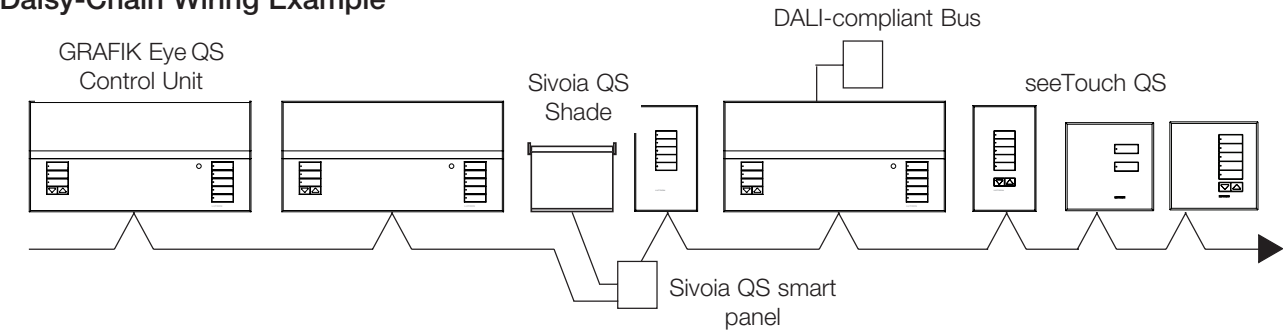 Daisy-Chain Wiring Example
DALI-compliant Bus
GRAFIK Eye QS
Control Unit
Sivoia QS
Shade
seeTouch QS
Sivoia QS smart
panel